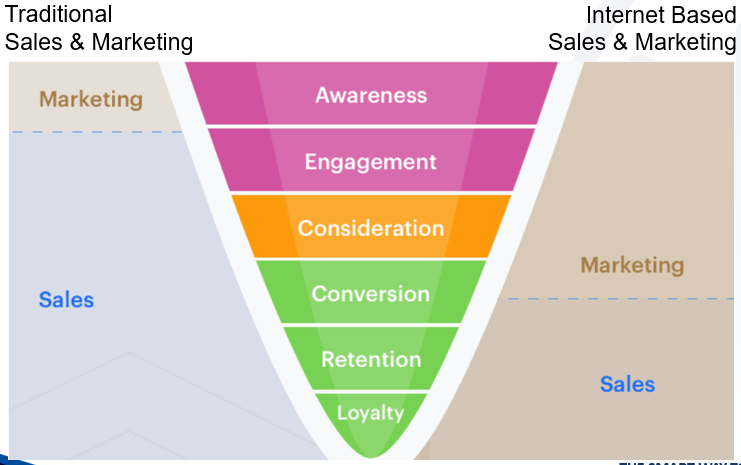 Traditional
Sales & Marketing
Internet Based
Sales & Marketing
Marketing
Sales
Awareness
Engagement
Consideration
Conversion
Retention
Loyalty
Marketing
Sales